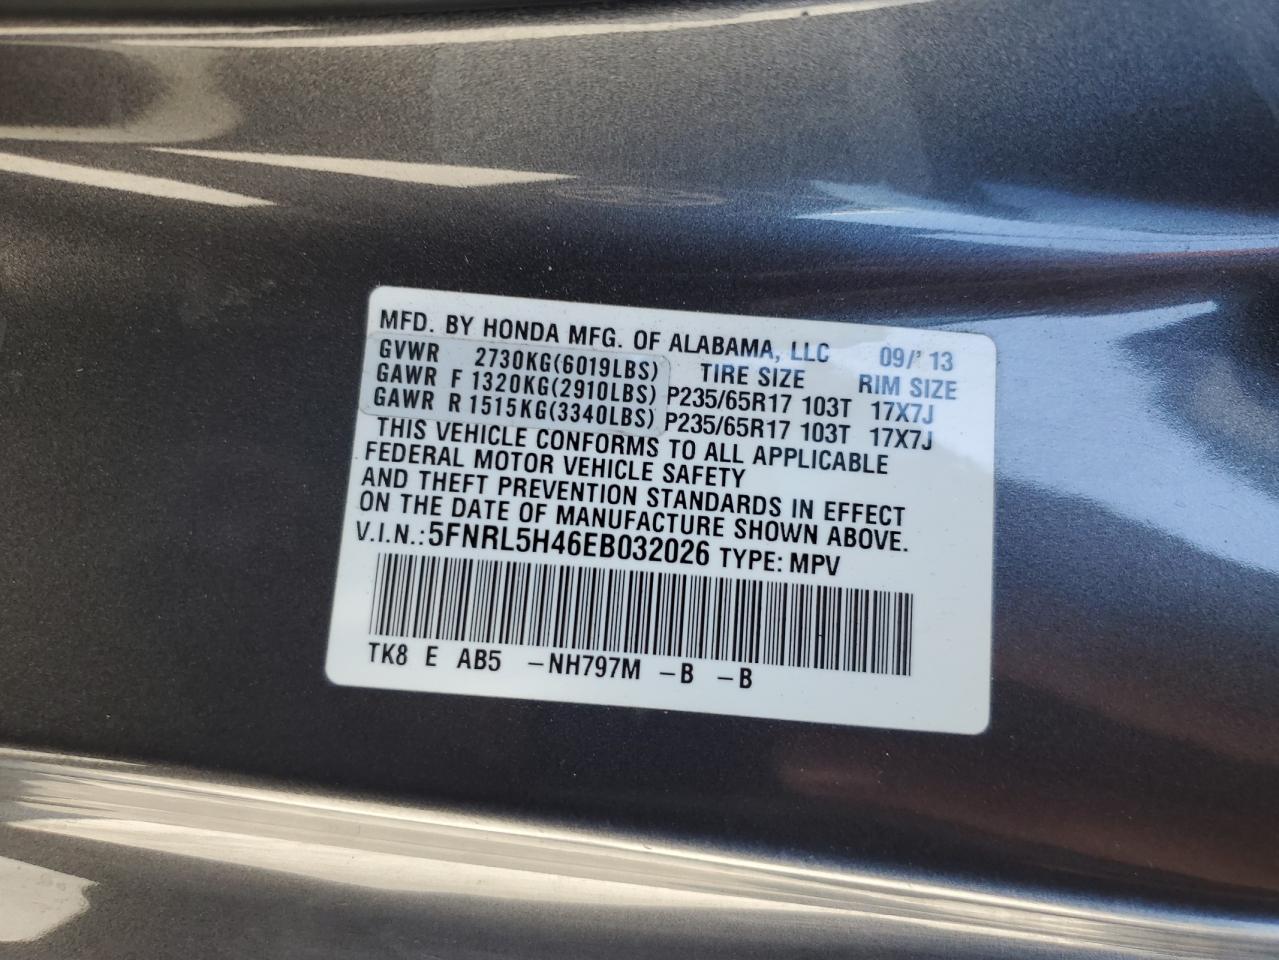 MFD. BY HONDA MFG. OF ALABAMA, LLC 09/'13
GVWR 2730KG(6019LBS) TIRE SIZE RIM SIZE
GAWR F 1320KG(2910LBS) P235/65R17 103T 17X7J
GAWR R 1515KG(3340LBS) P235/65R17 103T 17X7J
THIS VEHICLE CONFORMS TO ALL APPLICABLE
FEDERAL MOTOR VEHICLE SAFETY
AND THEFT PREVENTION STANDARDS IN EFFECT
ON THE DATE OF MANUFACTURE SHOWN ABOVE.
V.I.N.: 5FNRL5H46EB032026 TYPE: MPV
TK8 E AB5 -NH797M -B -B